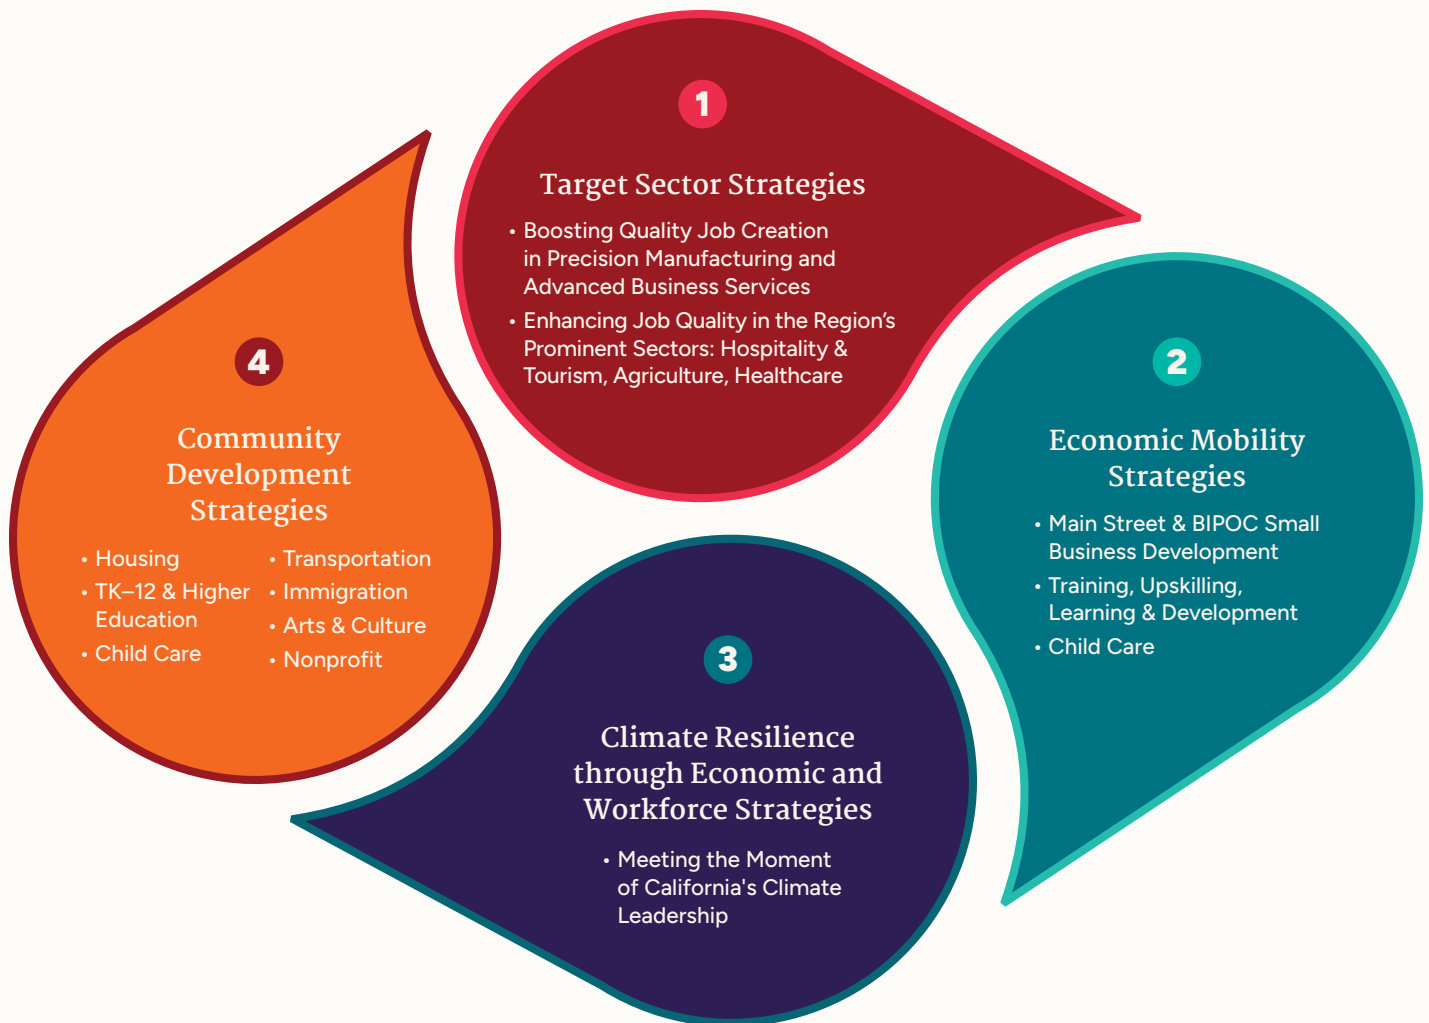 1
Target Sector Strategies
• Boosting Quality Job Creation
in Precision Manufacturing and
Advanced Business Services
• Enhancing Job Quality in the Region’s
Prominent Sectors: Hospitality &
Tourism, Agriculture, Healthcare
2
Economic Mobility
Strategies
• Main Street & BIPOC Small
Business Development
• Training, Upskilling,
Learning & Development
• Child Care
3
Climate Resilience
through Economic and
Workforce Strategies
• Meeting the Moment
of California's Climate
Leadership
4
Community
Development
Strategies
• Housing
• TK–12 & Higher
Education
• Child Care
• Transportation
• Immigration
• Arts & Culture
• Nonprofit